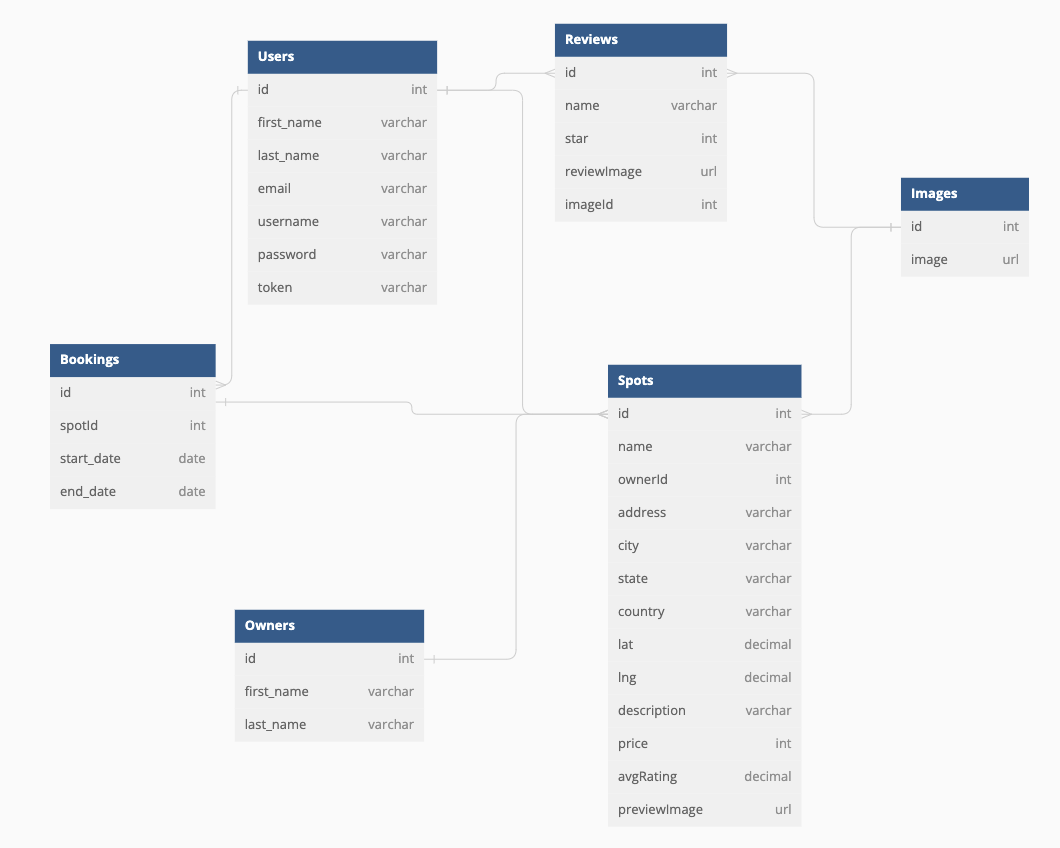 Users
id int
first_name varchar
last_name varchar
email varchar
username varchar
password varchar
token varchar
Reviews
id int
name varchar
star int
reviewImage url
imageId int
Images
id int
image url
Bookings
id int
spotId int
start_date date
end_date date
Spots
id int
name varchar
ownerId int
address varchar
city varchar
state varchar
country varchar
lat decimal
lng decimal
description varchar
price int
avgRating decimal
previewImage url
Owners
id int
first_name varchar
last_name varchar